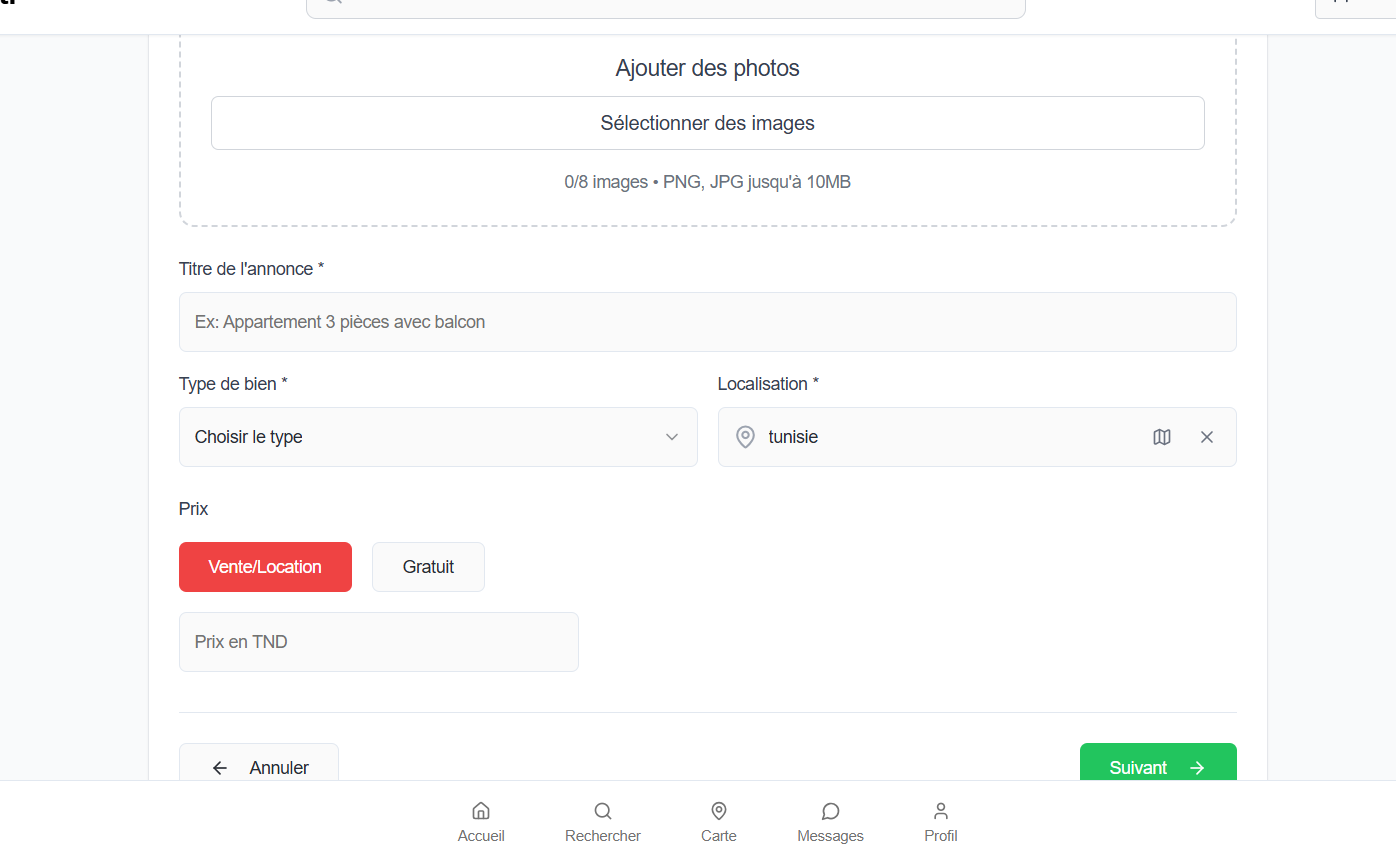 Ajouter des photos
Sélectionner des images
0/8 images • PNG, JPG jusqu'à 10MB
Titre de l'annonce *
Ex: Appartement 3 pièces avec balcon
Type de bien *
Localisation *
Choisir le type
tunisie
Prix
Vente/Location
Gratuit
Prix en TND
Annuler
Suivant
Accueil
Rechercher
Carte
Messages
Profil